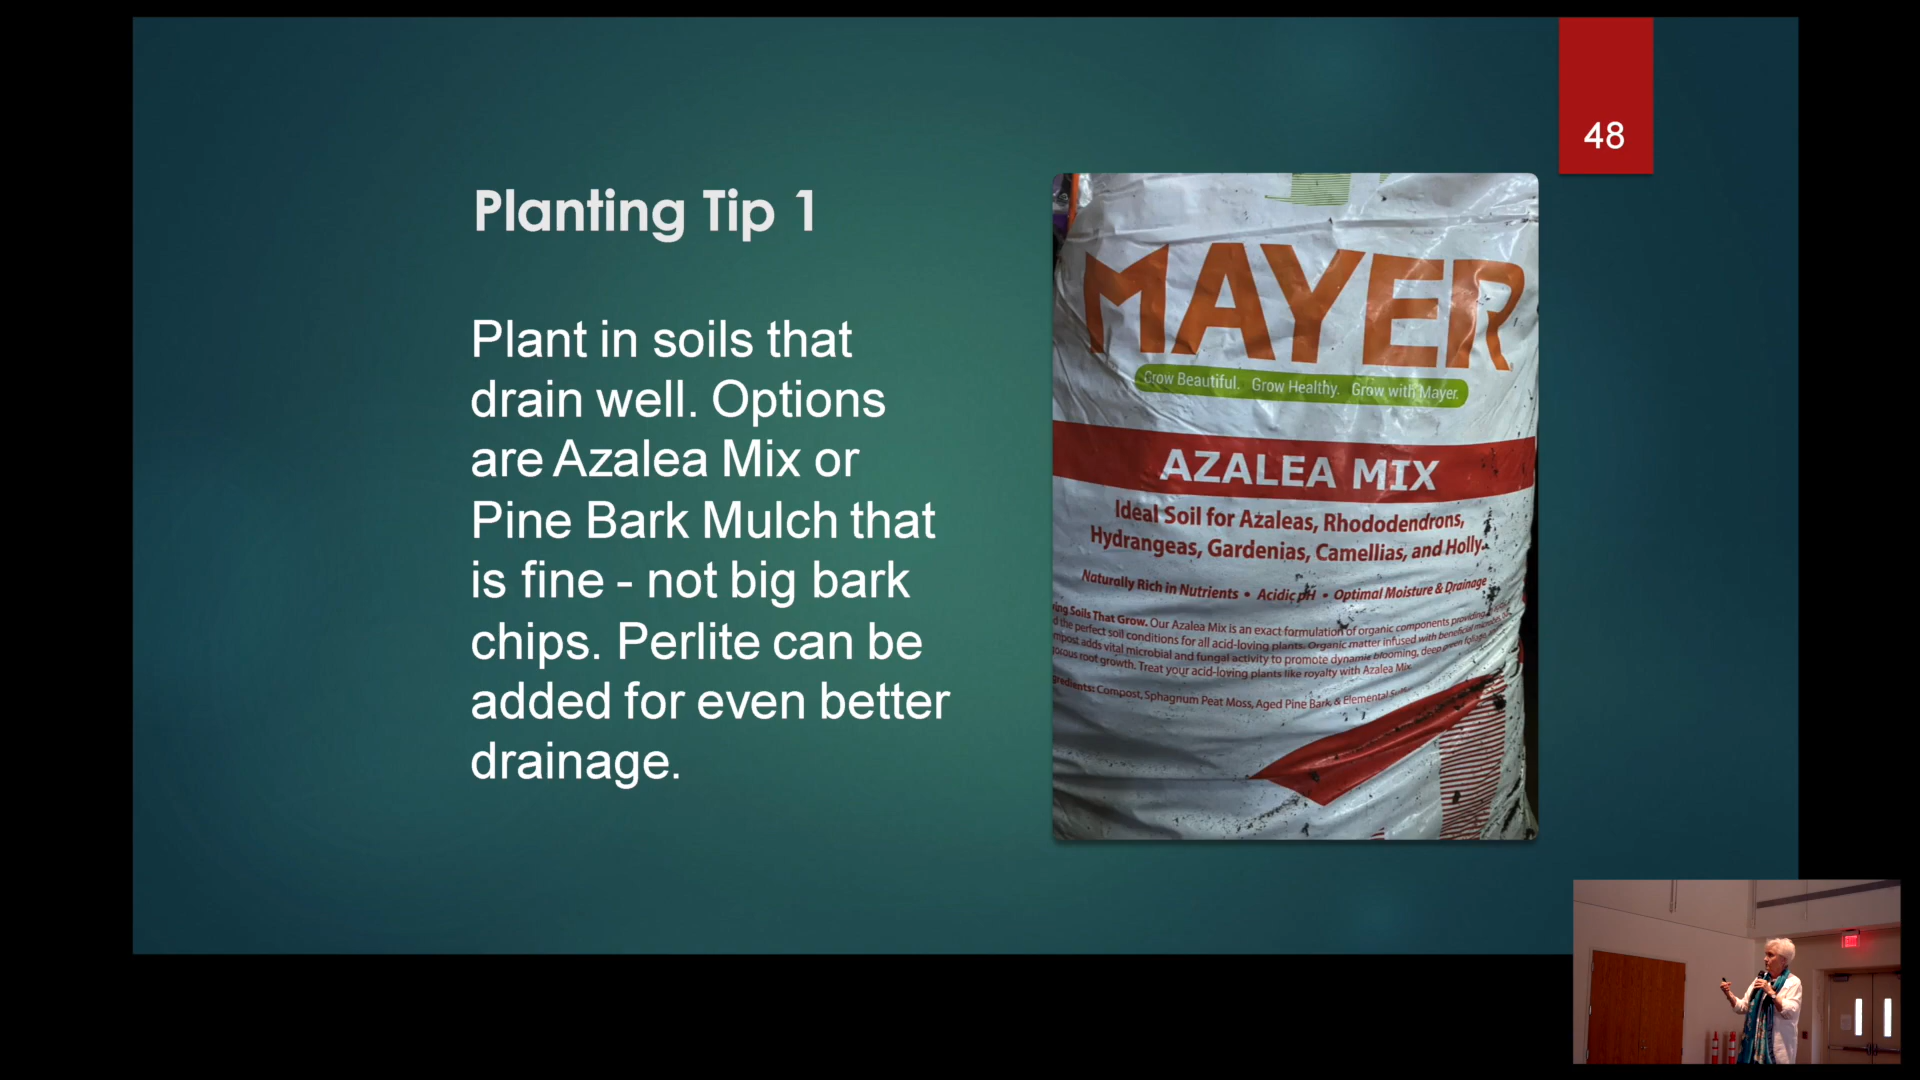 48
Planting Tip 1
Plant in soils that
drain well. Options
are Azalea Mix or
Pine Bark Mulch that
is fine - not big bark
chips. Perlite can be
added for even better
drainage.
MAYER
Grow Beautiful. Grow Healthy. Grow with Mayer.
AZALEA MIX
Ideal Soil for Azaleas, Rhododendrons,
Hydrangeas, Gardenias, Camellias, and Holly.
Naturally Rich in Nutrients • Acidic pH • Optimal Moisture & Drainage
Soils That Grow. Our Azalea Mix is an exact formulation of organic components providing
the perfect soil conditions for all acid-loving plants. Organic matter infused with beneficial
adds vital microbial and fungal activity to promote dynamic blooming, deep green foliage,
root growth. Treat your acid-loving plants like royalty with Azalea Mix.
Compost, Sphagnum Peat Moss, Aged Pine Bark & Elemental